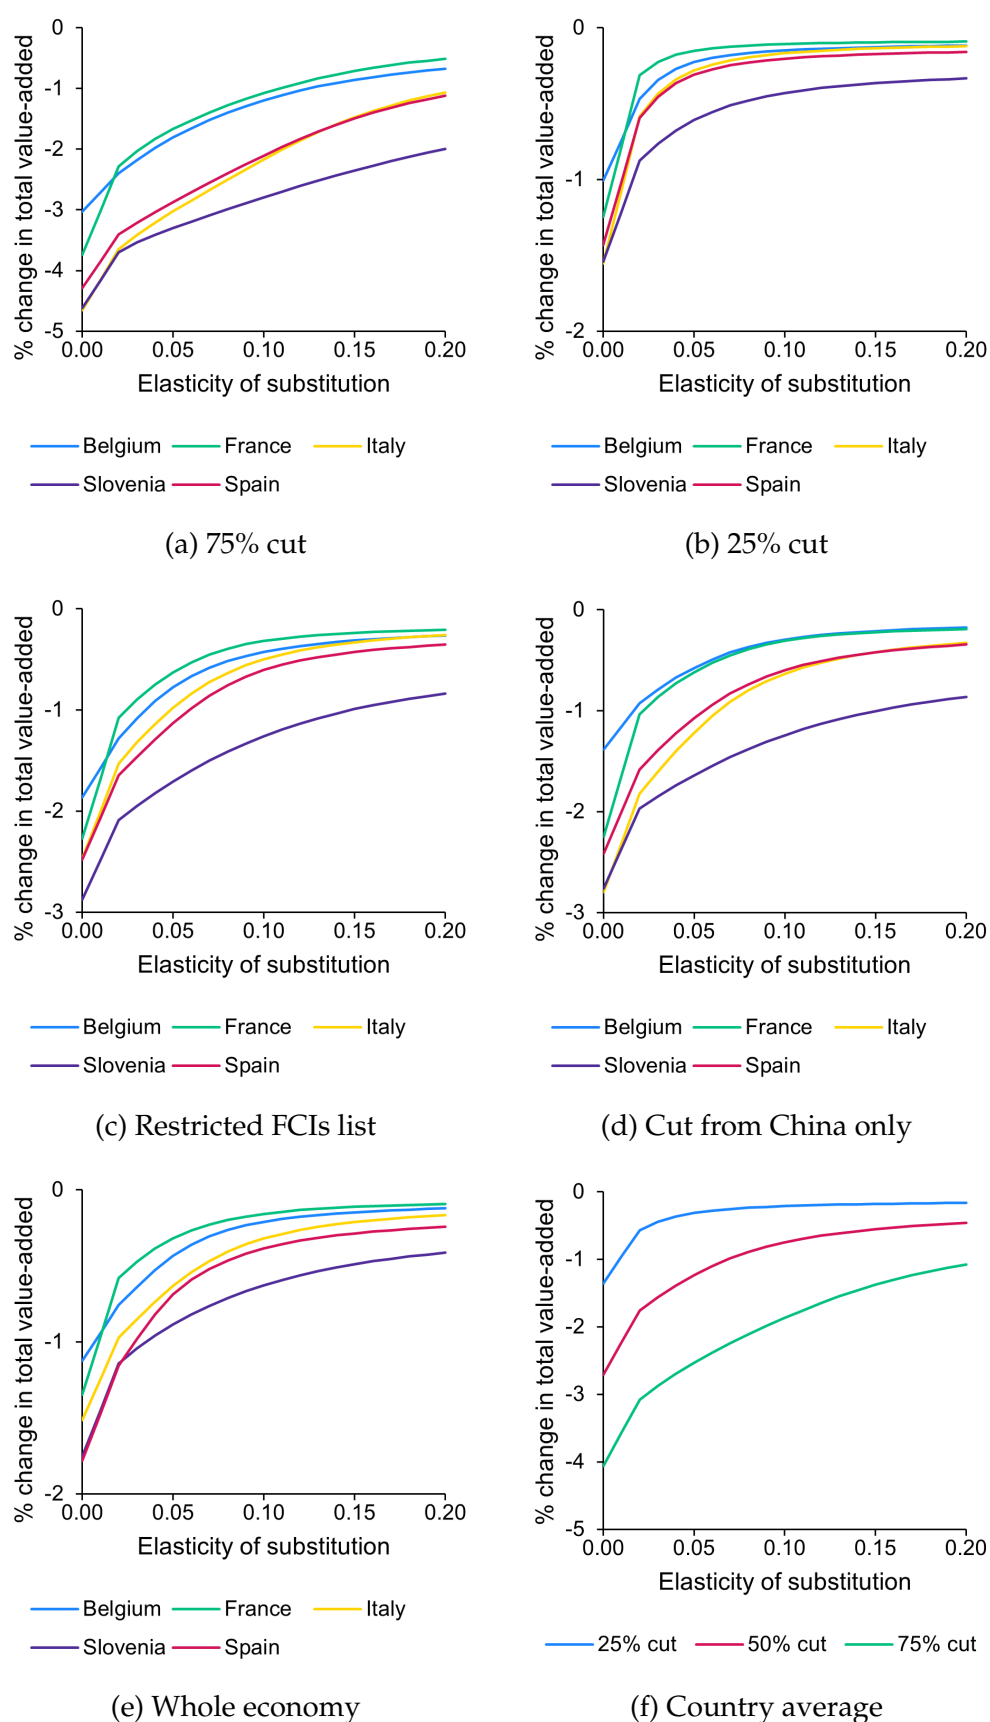 0
-1
-2
-3
-4
-5
% change in total value-added
0.00 0.05 0.10 0.15 0.20
Elasticity of substitution
Belgium France Italy
Slovenia Spain
(a) 75% cut
0
-1
-2
% change in total value-added
0.00 0.05 0.10 0.15 0.20
Elasticity of substitution
Belgium France Italy
Slovenia Spain
(b) 25% cut
0
-1
-2
-3
% change in total value-added
0.00 0.05 0.10 0.15 0.20
Elasticity of substitution
Belgium France Italy
Slovenia Spain
(c) Restricted FCIs list
0
-1
-2
-3
% change in total value-added
0.00 0.05 0.10 0.15 0.20
Elasticity of substitution
Belgium France Italy
Slovenia Spain
(d) Cut from China only
0
-1
-2
% change in total value-added
0.00 0.05 0.10 0.15 0.20
Elasticity of substitution
Belgium France Italy
Slovenia Spain
(e) Whole economy
0
-1
-2
-3
-4
-5
% change in total value-added
0.00 0.05 0.10 0.15 0.20
Elasticity of substitution
25% cut 50% cut 75% cut
(f) Country average